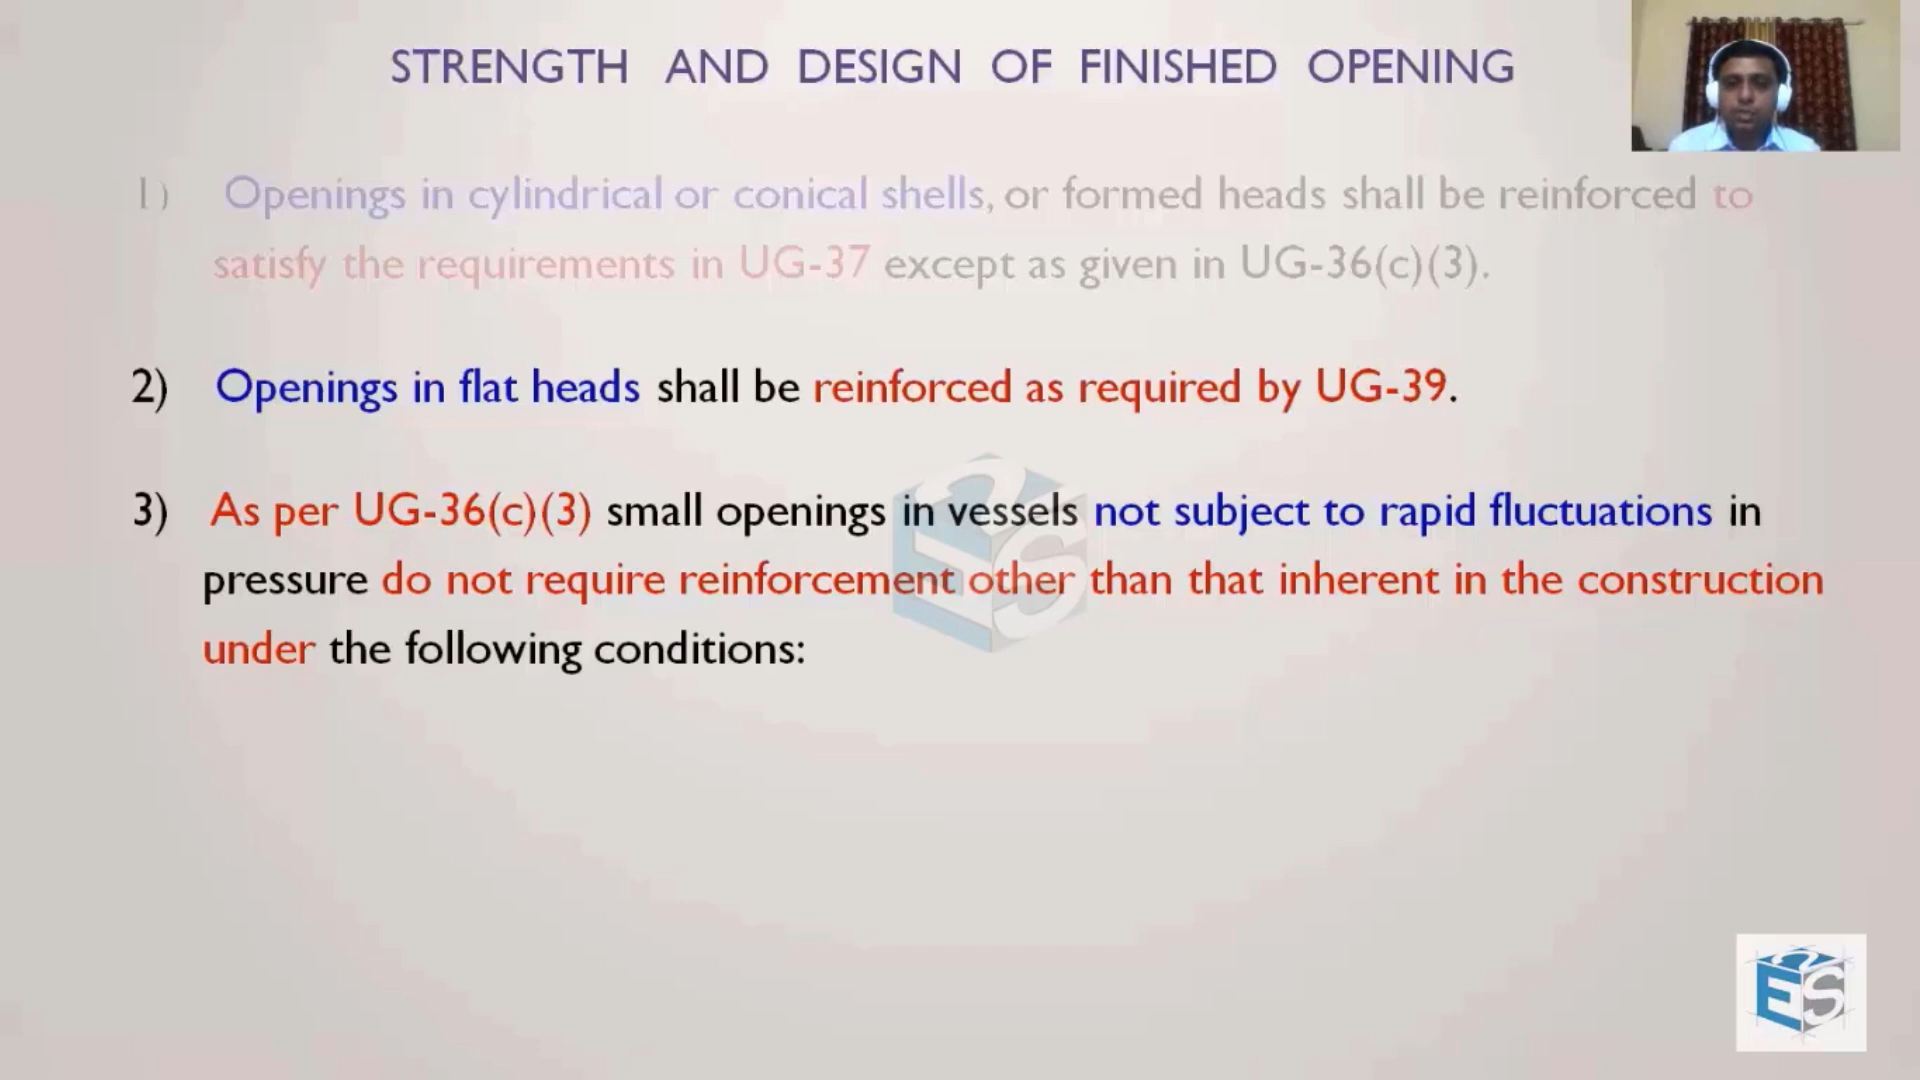 STRENGTH AND DESIGN OF FINISHED OPENING
1) Openings in cylindrical or conical shells, or formed heads shall be reinforced to
satisfy the requirements in UG-37 except as given in UG-36(c)(3).
2) Openings in flat heads shall be reinforced as required by UG-39.
3) As per UG-36(c)(3) small openings in vessels not subject to rapid fluctuations in
pressure do not require reinforcement other than that inherent in the construction
under the following conditions:
ES
ES